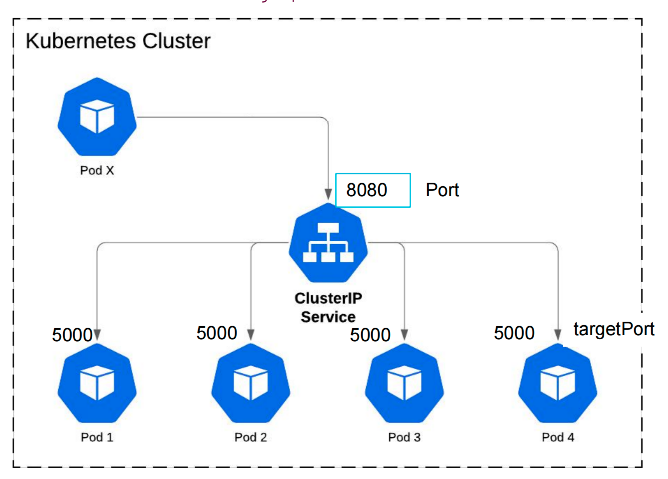 Kubernetes Cluster
Pod X
8080 Port
ClusterIP
Service
5000 5000 5000 5000 targetPort
Pod 1 Pod 2 Pod 3 Pod 4